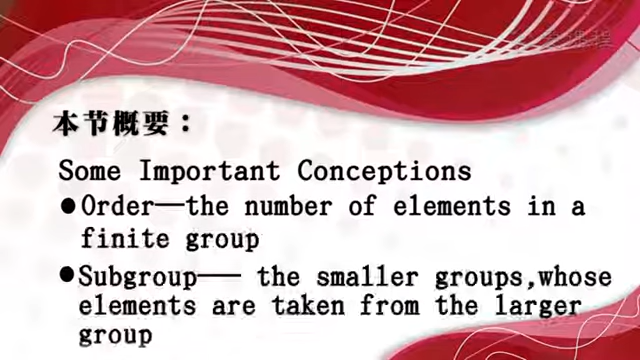 本节概要：
Some Important Conceptions
●Order—the number of elements in a
finite group
●Subgroup—— the smaller groups,whose
elements are taken from the larger
group